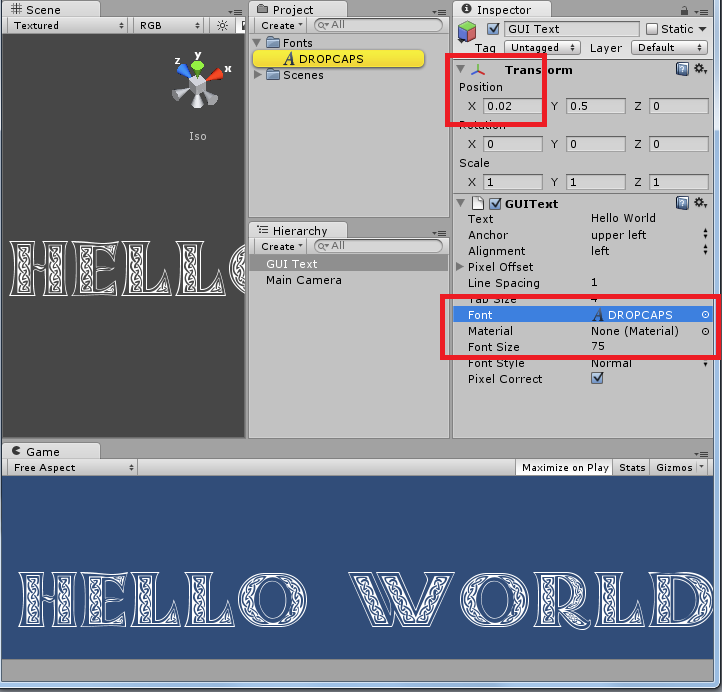 Scene
Textured
RGB
z
y
x
Iso
HELLO
Project
Create
All
Fonts
DROPCAPS
Scenes
Hierarchy
Create
All
GUI Text
Main Camera
Inspector
GUI Text
Static
Tag
Untagged
Layer
Default
Transform
Position
X 0.02 Y 0.5 Z 0
Rotation
X 0 Y 0 Z 0
Scale
X 1 Y 1 Z 1
GUIText
Text Hello World
Anchor upper left
Alignment left
Pixel Offset
Line Spacing 1
Tab Size 4
Font DROPCAPS
Material None (Material)
Font Size 75
Font Style Normal
Pixel Correct
Game
Free Aspect
Maximize on Play
Stats
Gizmos
HELLO WORLD